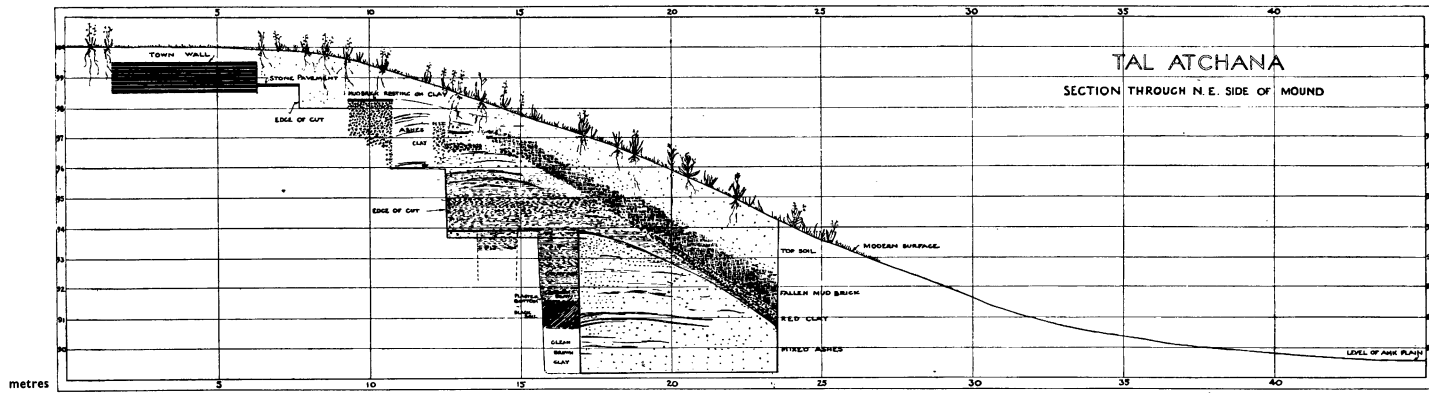 5 10 15 20 25 30 35 40
TAL ATCHANA
SECTION THROUGH N.E. SIDE OF MOUND
TOWN WALL
STONE PAVEMENT
MUDBRICK RESTING ON CLAY
EDGE OF CUT
ASHES
CLAY
EDGE OF CUT
MODERN SURFACE
TOP SOIL
FALLEN MUD BRICK
RED CLAY
MIXED ASHES
CLEAN
BROWN
CLAY
LEVEL OF AMK PLAIN
99
98
97
96
95
94
93
92
91
90
metres
5 10 15 20 25 30 35 40